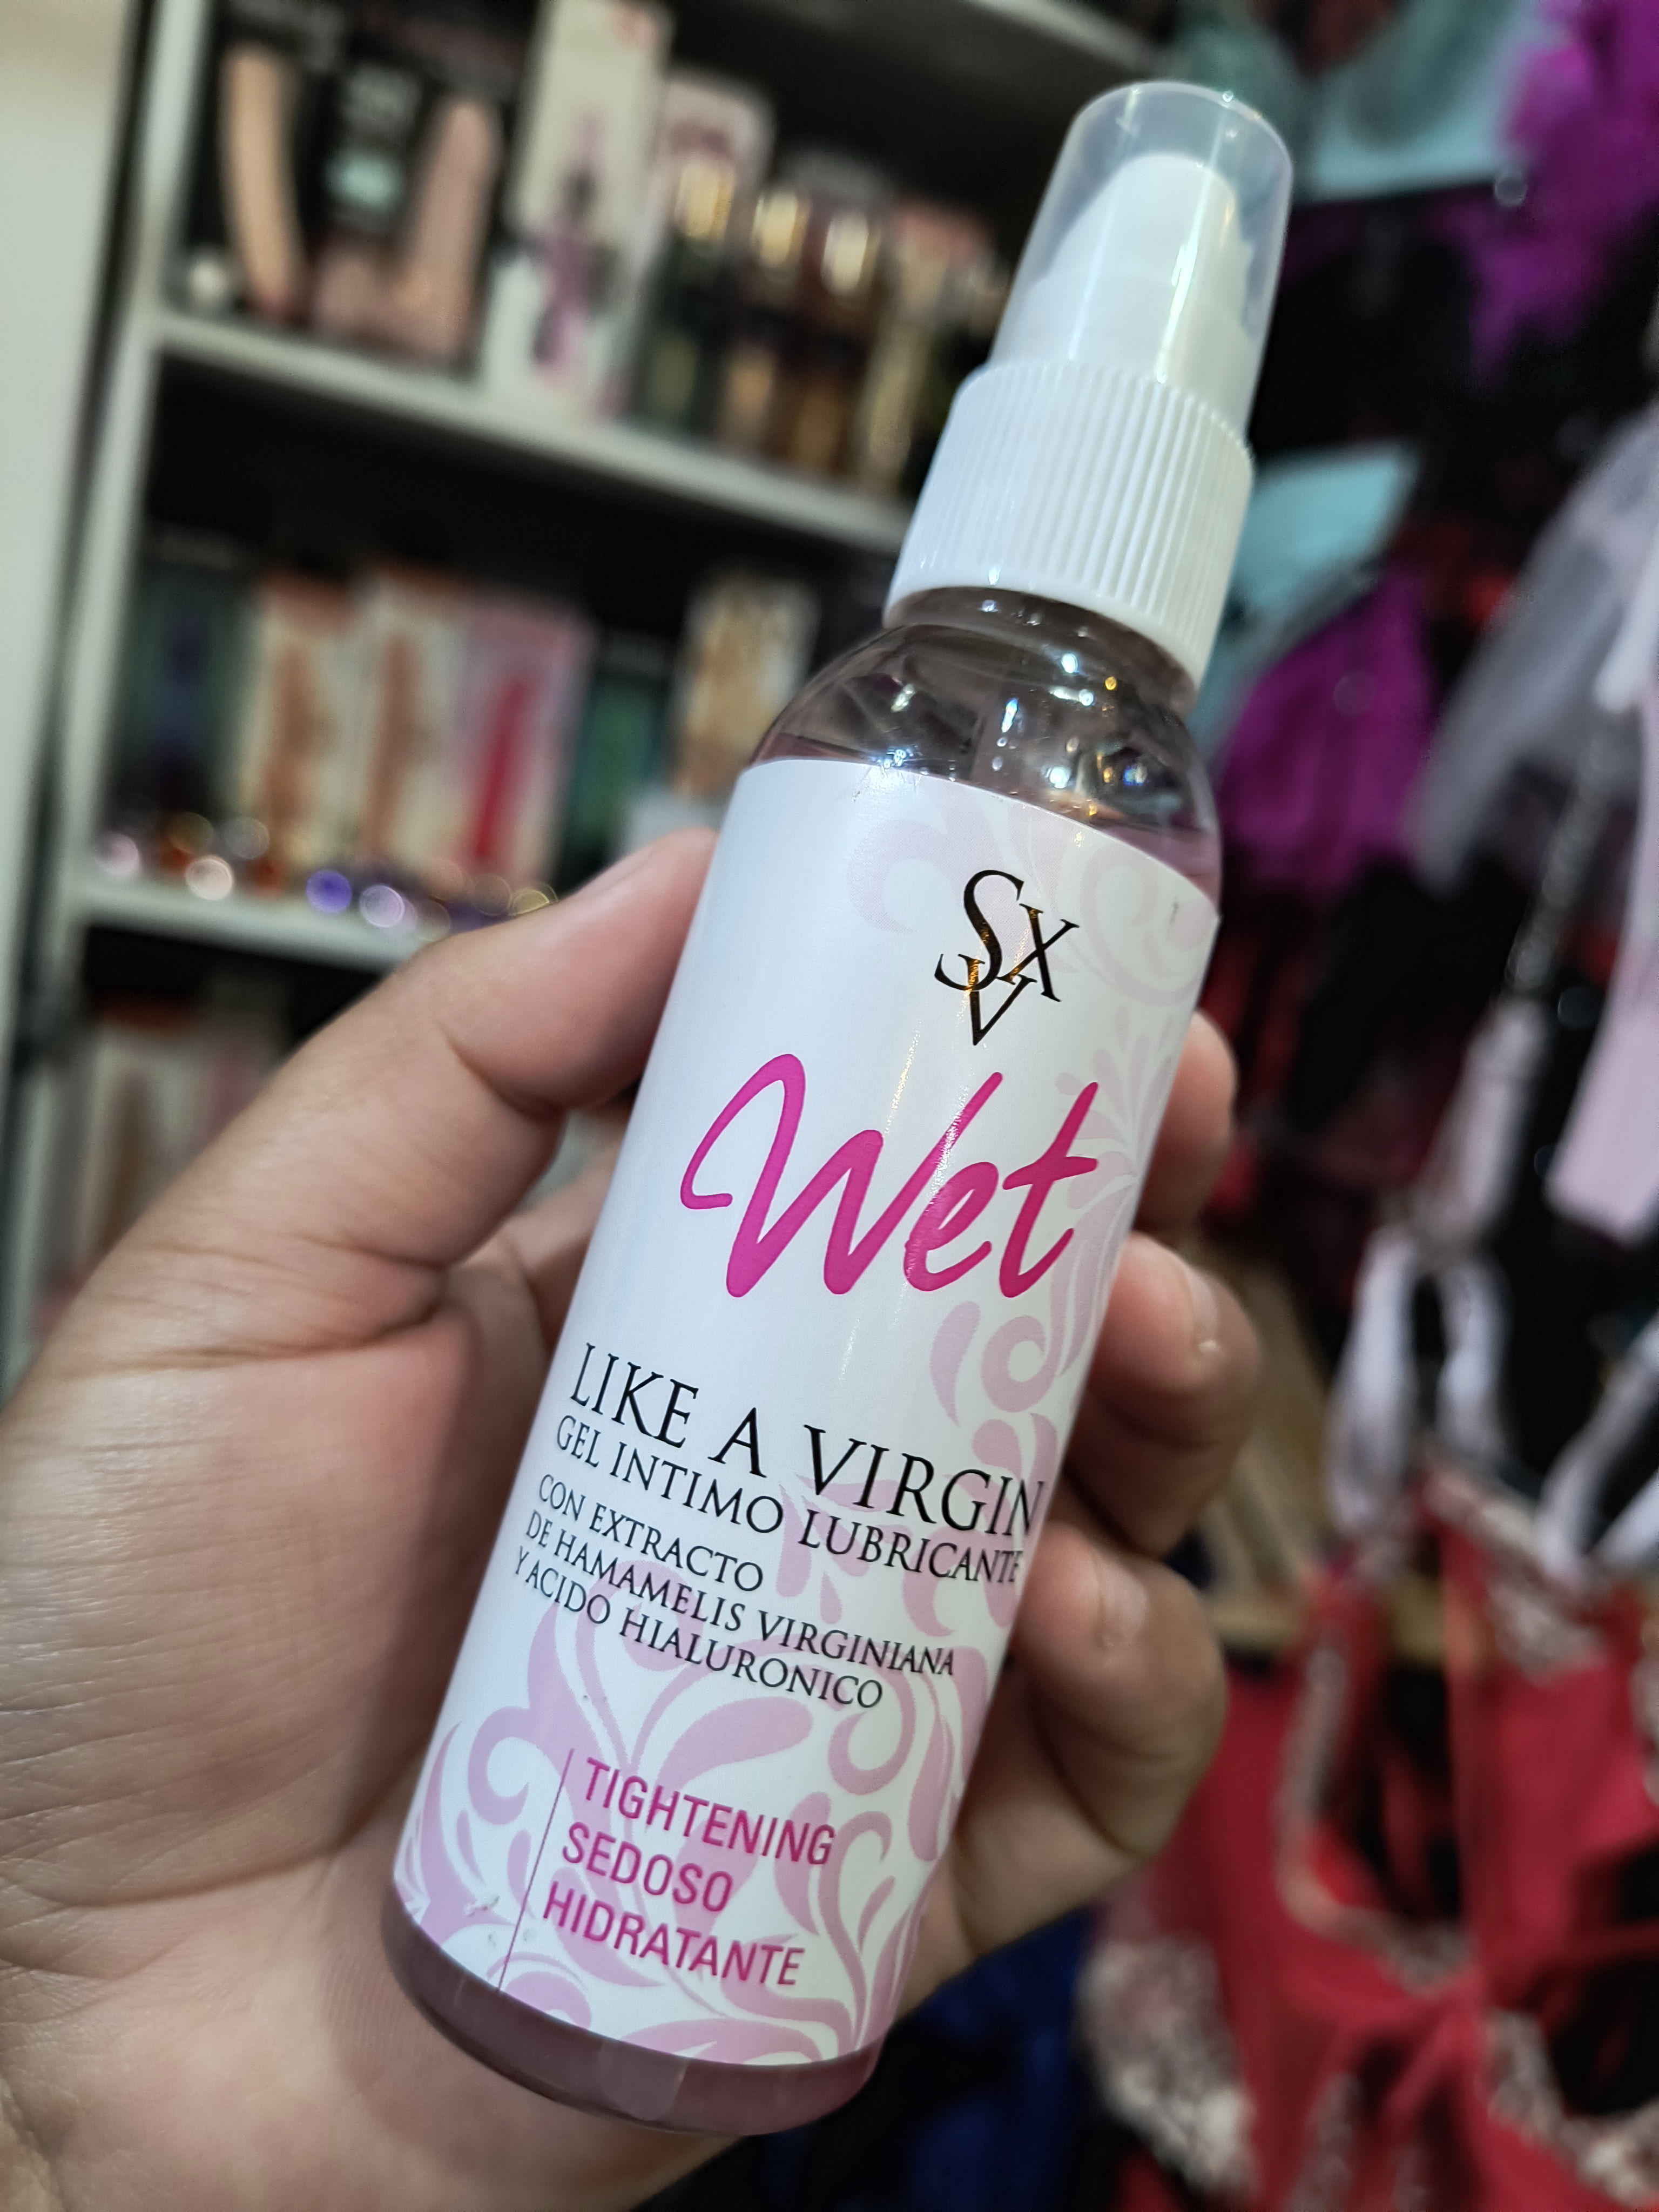 SXV
Wet
LIKE A VIRGIN
GEL INTIMO LUBRICANTE
CON EXTRACTO
DE HAMAMELIS VIRGINIANA
Y ACIDO HIALURONICO
TIGHTENING
SEDOSO
HIDRATANTE